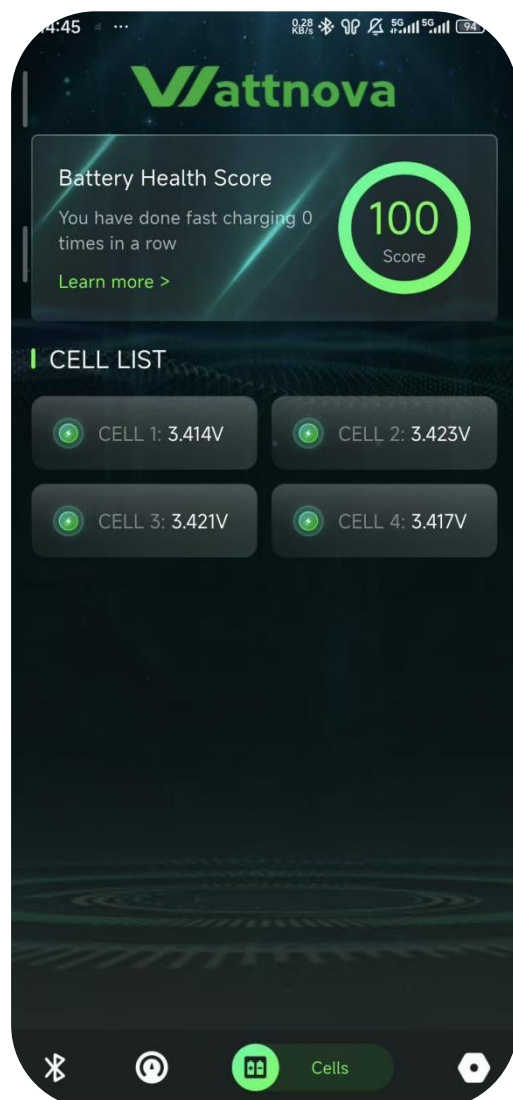 4:45 ...
0.28 KB/s 5G 5G 94
Wattnova
Battery Health Score
You have done fast charging 0
times in a row
Learn more >
100
Score
CELL LIST
CELL 1: 3.414V
CELL 2: 3.423V
CELL 3: 3.421V
CELL 4: 3.417V
Cells